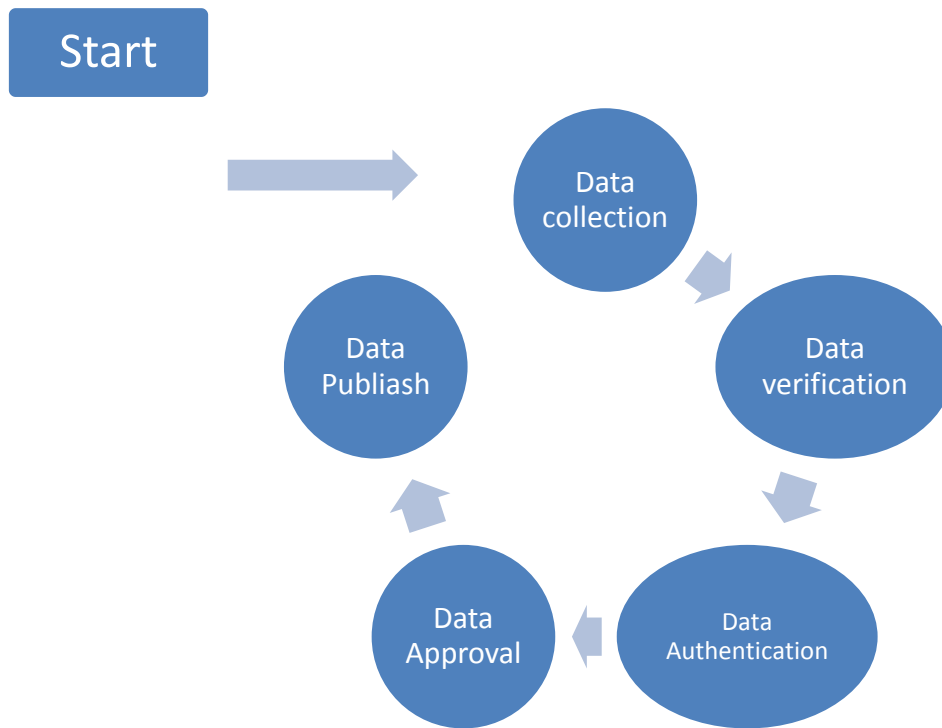 Start
Data
collection
Data
verification
Data
Authentication
Data
Approval
Data
Publiash